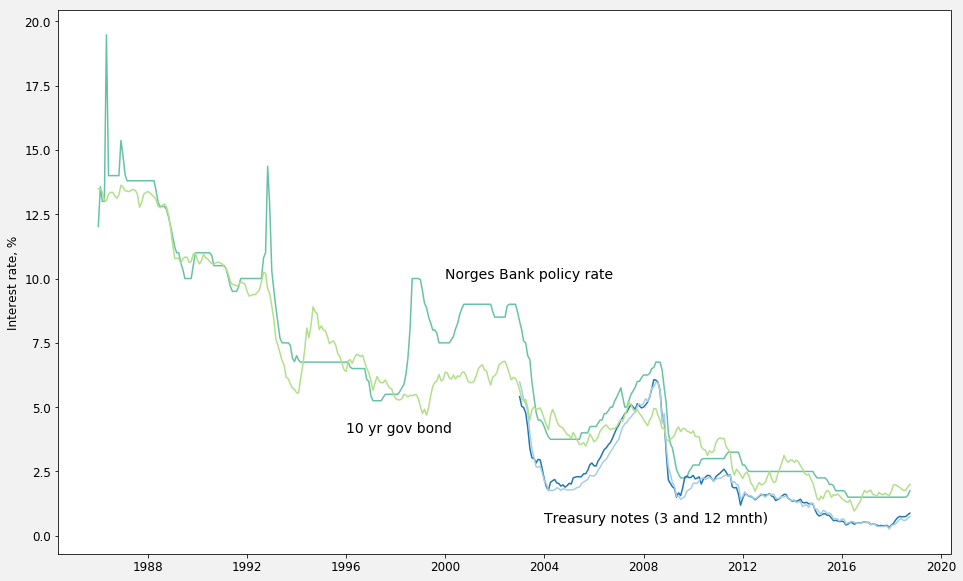 20.0
17.5
15.0
12.5
10.0
7.5
5.0
2.5
0.0
Interest rate, %
Norges Bank policy rate
10 yr gov bond
Treasury notes (3 and 12 mnth)
1988 1992 1996 2000 2004 2008 2012 2016 2020